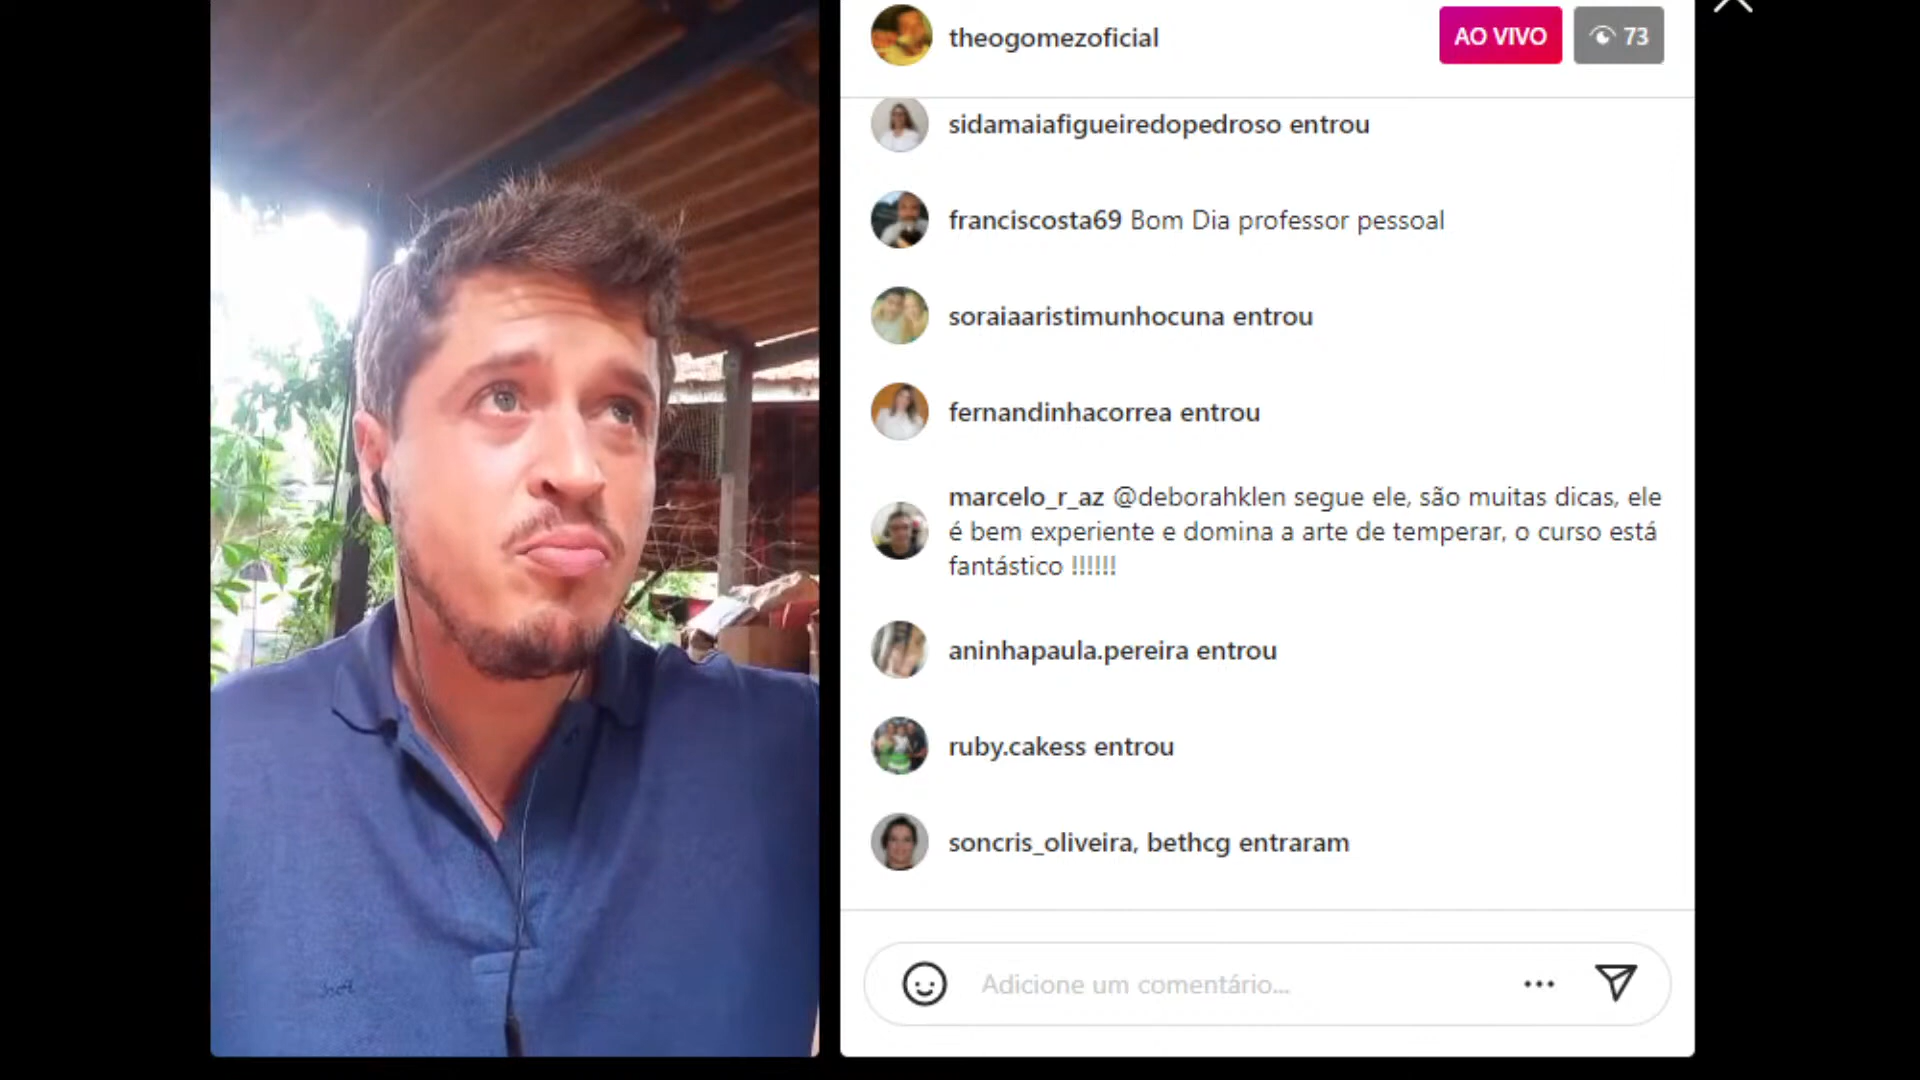 theogomezoficial
AO VIVO
73
sidamaiafigueiredopedroso entrou
franciscosta69 Bom Dia professor pessoal
soraiaaristimunhocuna entrou
fernandinhacorrea entrou
marcelo_r_az @deborahklen segue ele, são muitas dicas, ele
é bem experiente e domina a arte de temperar, o curso está
fantástico !!!!!!
aninhapaula.pereira entrou
ruby.cakess entrou
soncris_oliveira, bethcg entraram
Adicione um comentário...